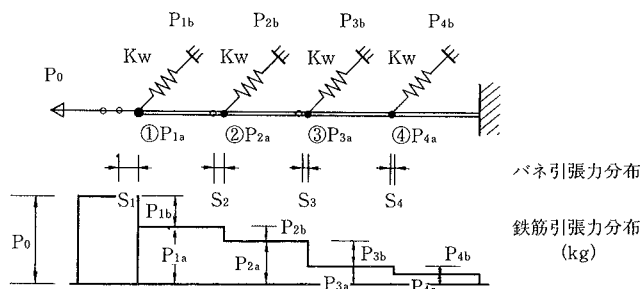 P1b P2b P3b P4b
P0 Kw Kw Kw Kw
①P1a ②P2a ③P3a ④P4a
バネ引張力分布
S1 S2 S3 S4
P1b P2b 鉄筋引張力分布
P0 P1a P2a P3b P4b (kg)
P3a